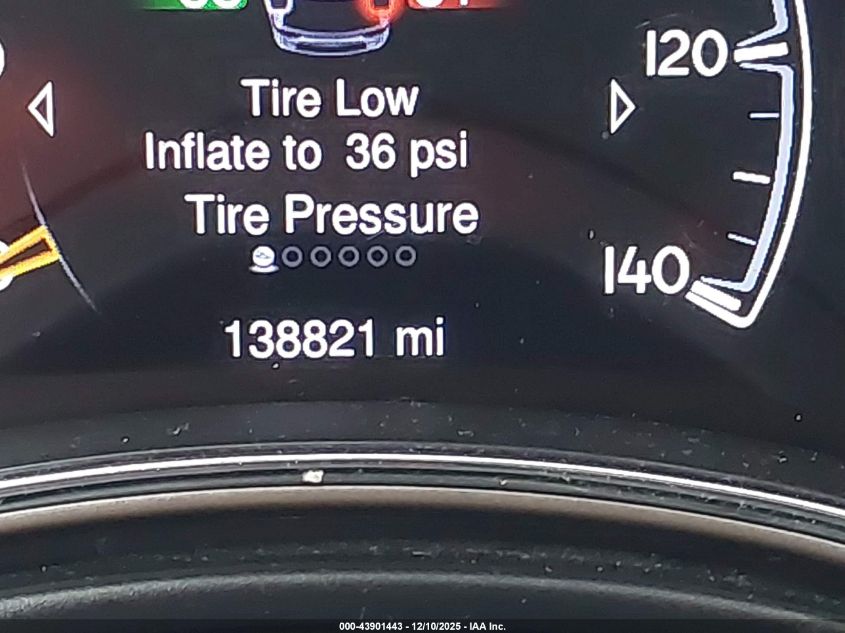 120
Tire Low
Inflate to 36 psi
Tire Pressure
140
138821 mi
000-43901443 - 12/10/2025 - IAA Inc.